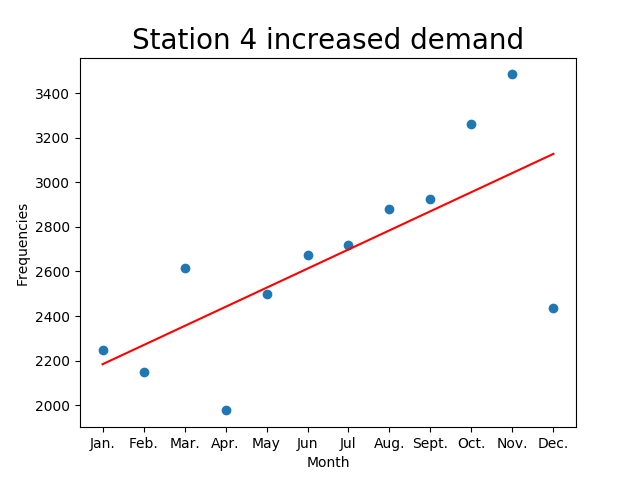 Station 4 increased demand
3400
3200
3000
2800
2600
2400
2200
2000
Frequencies
Jan. Feb. Mar. Apr. May Jun Jul Aug. Sept. Oct. Nov. Dec.
Month